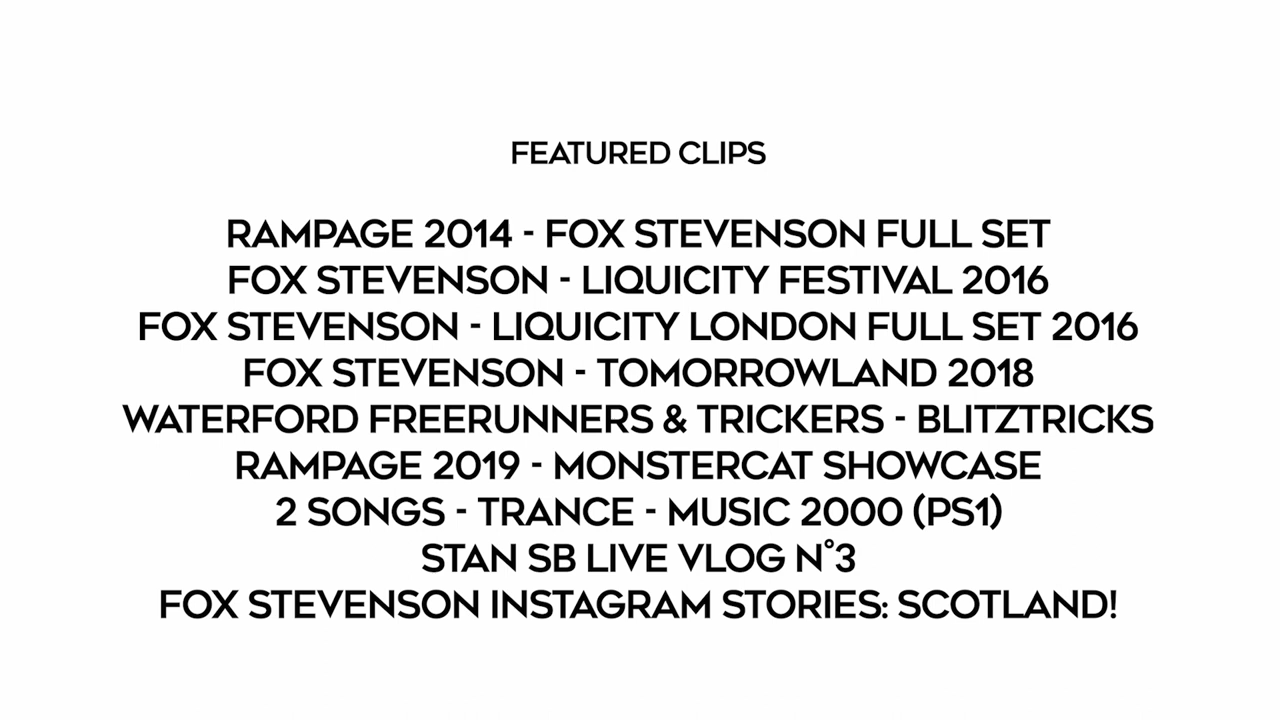 FEATURED CLIPS
RAMPAGE 2014 - FOX STEVENSON FULL SET
FOX STEVENSON - LIQUICITY FESTIVAL 2016
FOX STEVENSON - LIQUICITY LONDON FULL SET 2016
FOX STEVENSON - TOMORROWLAND 2018
WATERFORD FREERUNNERS & TRICKERS - BLITZTRICKS
RAMPAGE 2019 - MONSTERCAT SHOWCASE
2 SONGS - TRANCE - MUSIC 2000 (PS1)
STAN SB LIVE VLOG N°3
FOX STEVENSON INSTAGRAM STORIES: SCOTLAND!